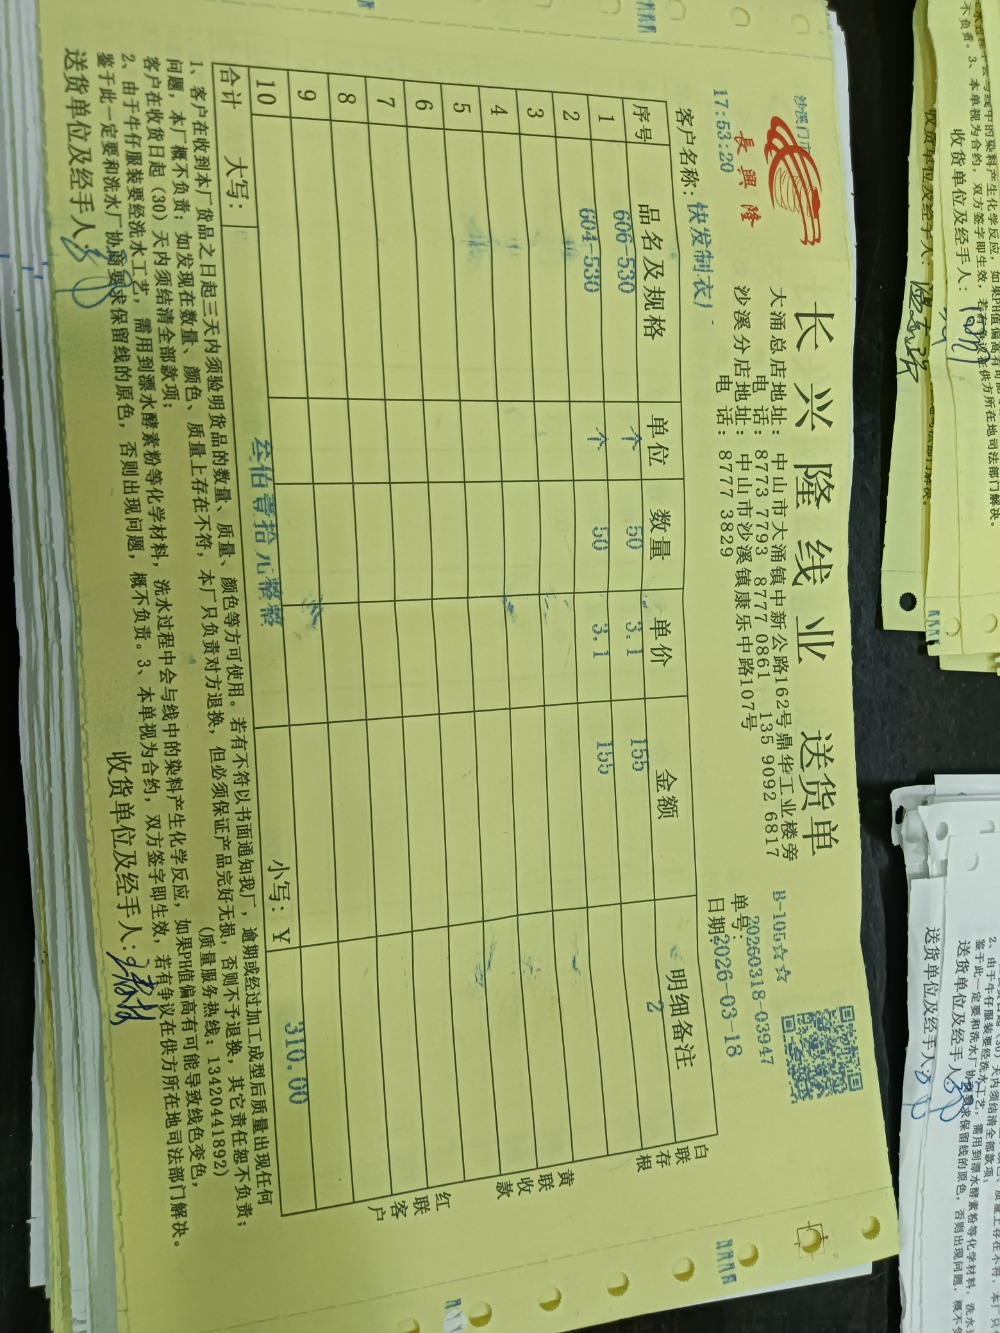 长兴隆线业 送货单
長興隆
沙溪门市
17:53:20
大涌总店地址：中山市大涌镇中新公路162号鼎华工业楼旁
电 话：8773 7793 8777 0861 135 9092 6817
沙溪分店地址：中山市沙溪镇康乐中路107号
电 话：8777 3829
B-105☆☆
单号：20260318-03947
日期：2026-03-18
客户名称：快发制衣厂
序号 品名及规格 单位 数量 单价 金额 明细备注
1 606-530 个 50 3.1 155 2
2 604-530 个 50 3.1 155
3
4
5
6
7
8
9
10
合计 大写： 叁佰壹拾元整 小写：￥ 310.00
白联存根
黄联收款
红联客户
1、客户在收到本厂货品之日起三天内须验明货品的数量、质量、颜色等方可使用。若有不符以书面通知我厂，逾期或经过加工成型后质量出现任何
问题，本厂概不负责；如发现在数量、颜色、质量上存在不符，本厂只负责对方退换，但必须保证产品完好无损，否则不予退换，其它责任恕不负责；
客户在收货日起（30）天内须结清全部款项； （质量服务热线：13420441892）
2、由于牛仔服装要经洗水工艺，需用到漂水酵素粉等化学材料，洗水过程中会与线中的染料产生化学反应，如果PH值偏高有可能导致线色变色，
鉴于此一定要和洗水厂协商要求保留线的原色，否则出现问题，概不负责。3、本单视为合约，双方签字即生效，若有争议在供方所在地司法部门解决。
送货单位及经手人： 收货单位及经手人：